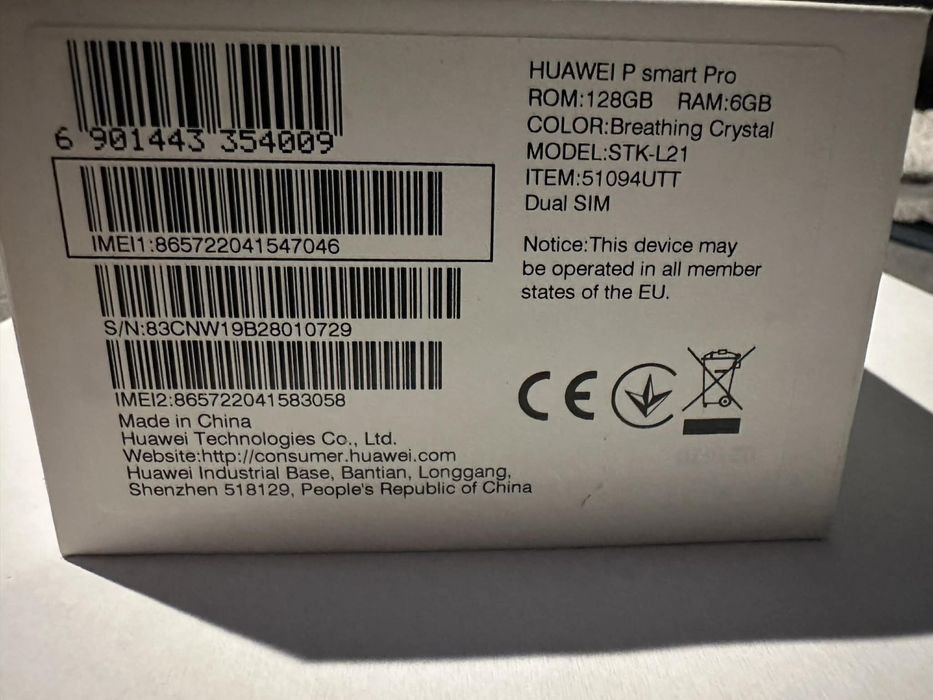 6 901443 354009
IMEI1:865722041547046
S/N:83CNW19B28010729
IMEI2:865722041583058
Made in China
Huawei Technologies Co., Ltd.
Website:http://consumer.huawei.com
Huawei Industrial Base, Bantian, Longgang,
Shenzhen 518129, People's Republic of China
HUAWEI P smart Pro
ROM:128GB RAM:6GB
COLOR:Breathing Crystal
MODEL:STK-L21
ITEM:51094UTT
Dual SIM
Notice:This device may
be operated in all member
states of the EU.
CE